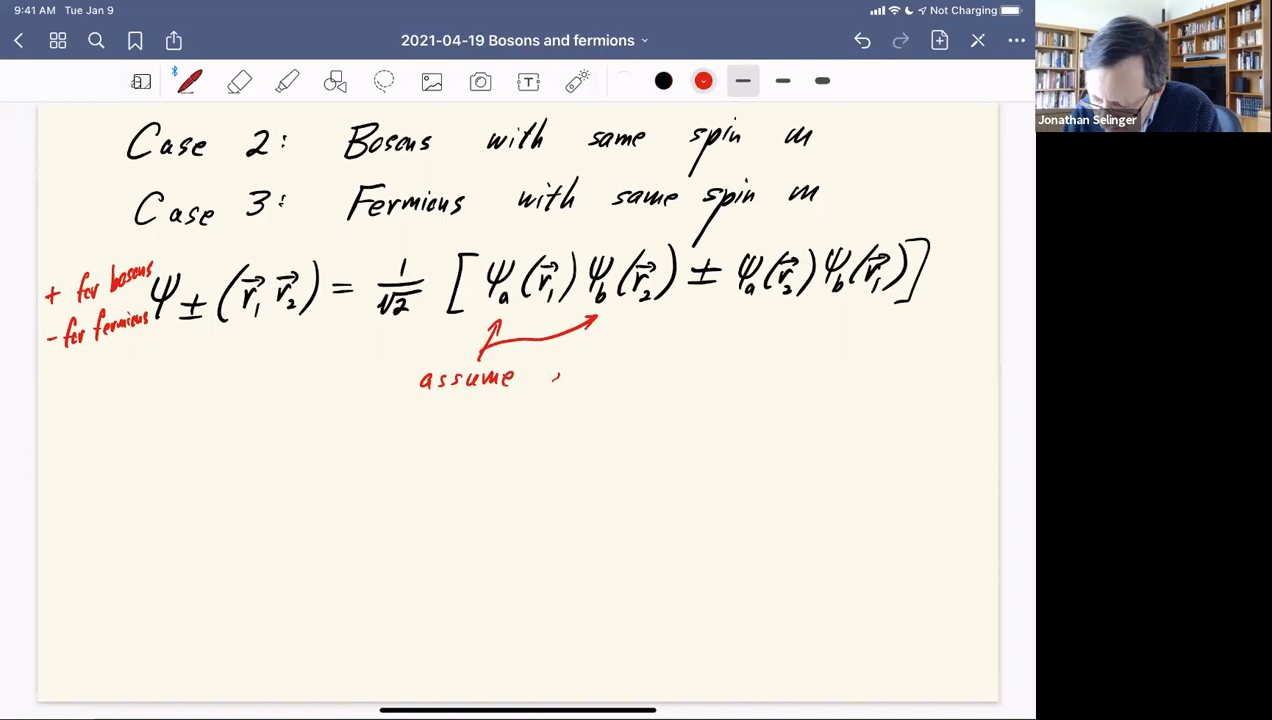 9:41 AM Tue Jan 9
Not Charging
2021-04-19 Bosons and fermions
Jonathan Selinger
Case 2: Bosons with same spin m
Case 3: Fermions with same spin m
+ for bosons
- for fermions
ψ± (r⃗₁ r⃗₂) = 1/√2 [ψₐ(r⃗₁) ψ_b(r⃗₂) ± ψₐ(r⃗₂) ψ_b(r⃗₁)]
assume